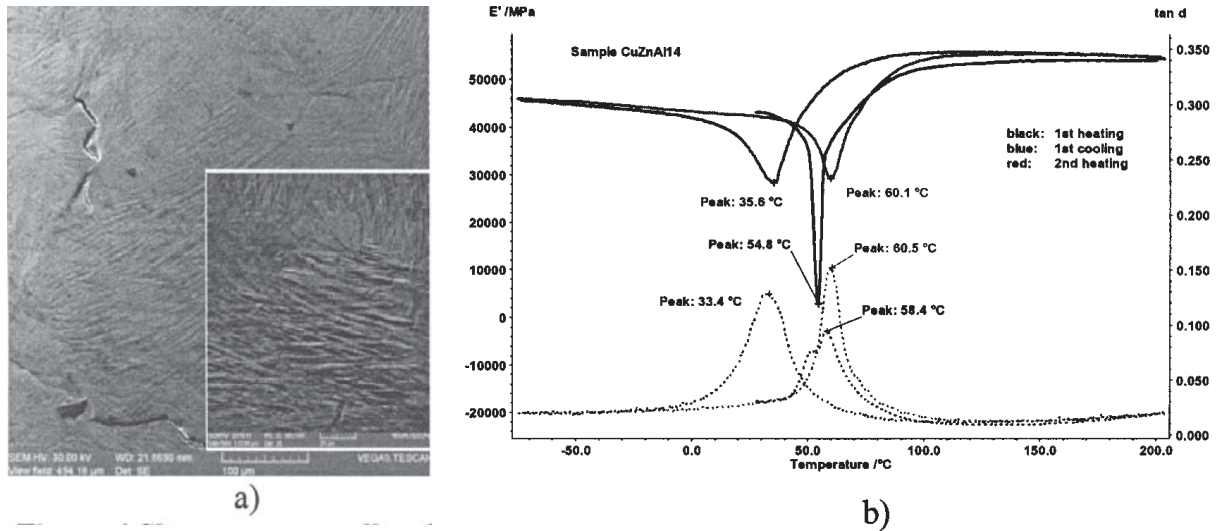 SEM HV: 30.00 kV WD: 21.8690 mm VEGA\\ TESCAN
View field: 494.18 µm Det: SE 100 µm
a)
E' /MPa
tan d
Sample CuZnAl14
50000
40000
30000
20000
10000
0
-10000
-20000
black: 1st heating
blue: 1st cooling
red: 2nd heating
Peak: 35.6 °C
Peak: 60.1 °C
Peak: 54.8 °C
Peak: 60.5 °C
Peak: 33.4 °C
Peak: 58.4 °C
0.350
0.300
0.250
0.200
0.150
0.100
0.050
0.000
-50.0 0.0 50.0 100.0 150.0 200.0
Temperature /°C
b)